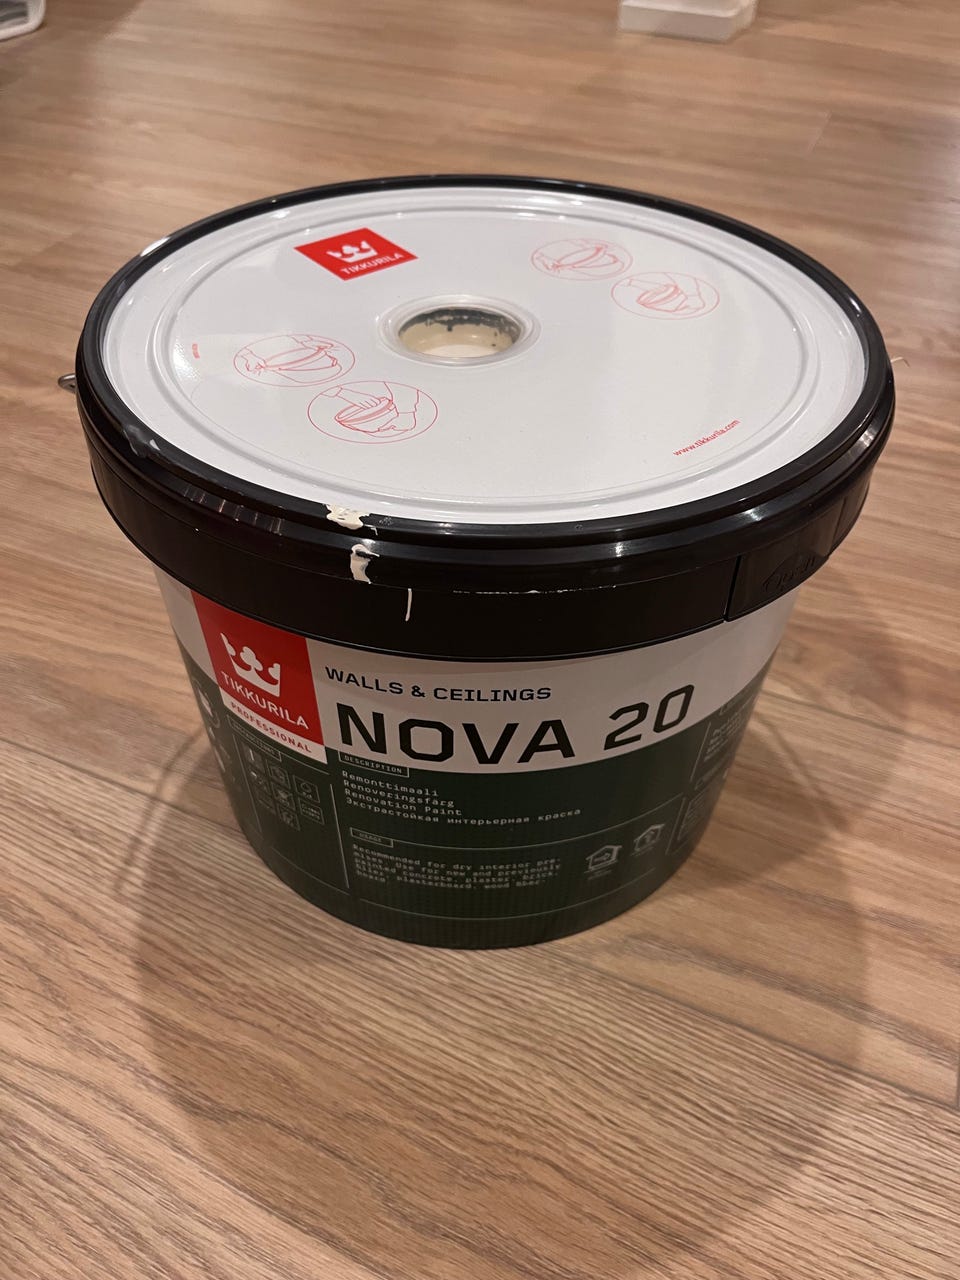 TIKKURILA
www.tikkurila.com
Open
TIKKURILA
PROFESSIONAL
WALLS & CEILINGS
NOVA 20
DESCRIPTION
Remonttimaali
Renoveringsfärg
Renovation Paint
Экстрастойкая интерьерная краска
USAGE
Recommended for dry interior pre-
mises. Use for new and previously
painted concrete, plaster, brick,
filler, plasterboard, wood fiber-
board